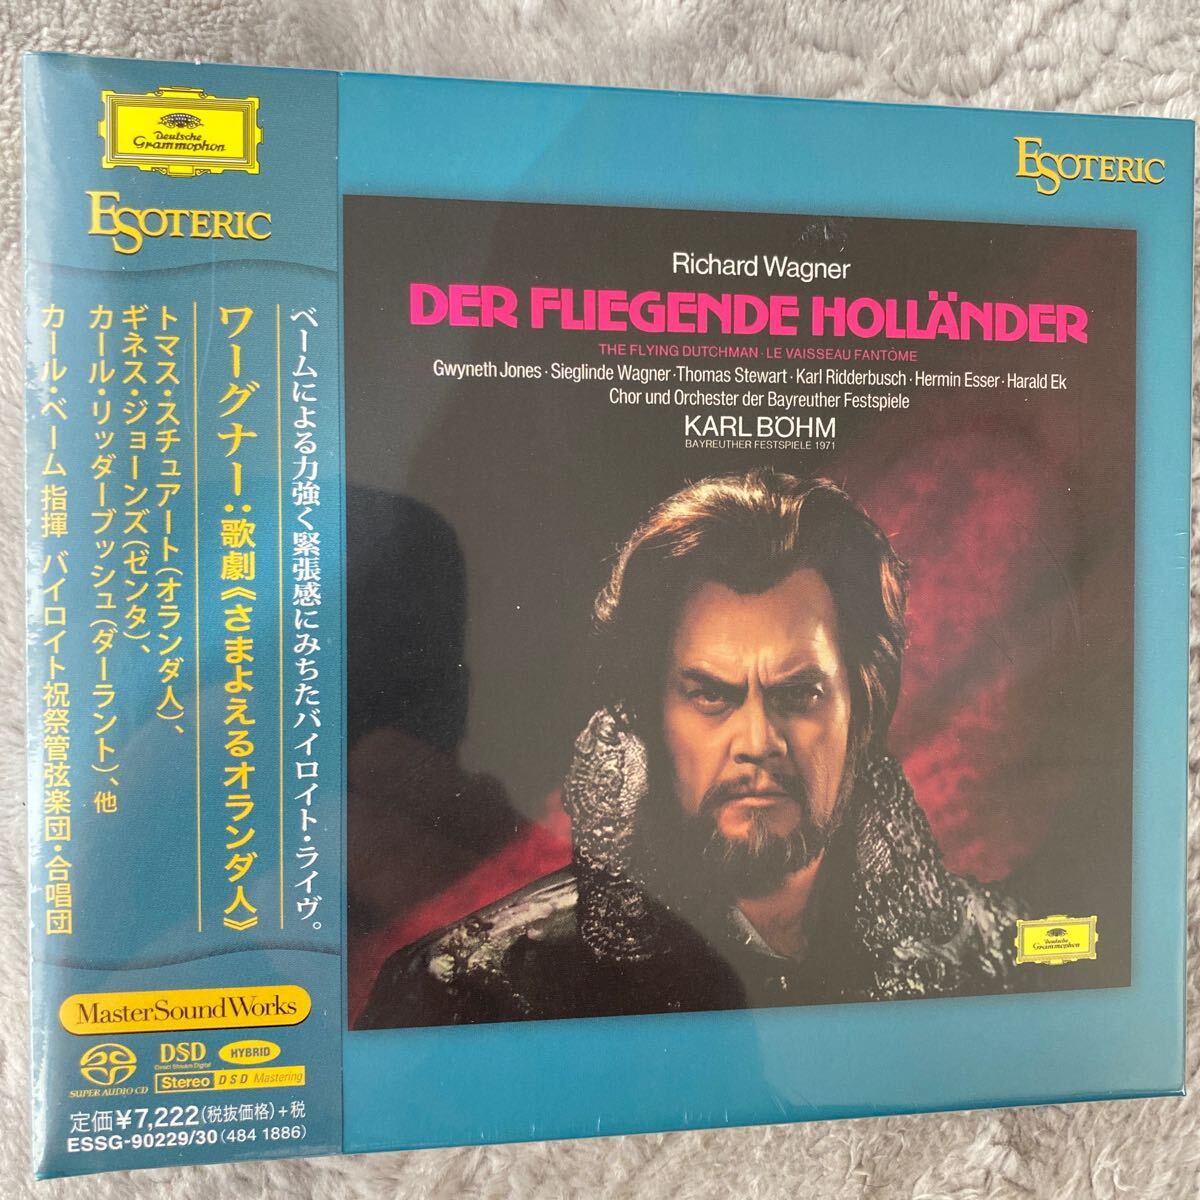 Deutsche
Grammophon
ESOTERIC
ベームによる力強く緊張感にみちたバイロイト・ライヴ。
ワーグナー:歌劇《さまよえるオランダ人》
トマス・スチュアート(オランダ人)、
ギネス・ジョーンズ(ゼンタ)、
カール・リッダーブッシュ(ダーラント)、他
カール・ベーム 指揮 バイロイト祝祭管弦楽団・合唱団
MasterSoundWorks
SUPER AUDIO CD
DSD
Direct Stream Digital
HYBRID
Stereo DSD Mastering
定価¥7,222(税抜価格)+税
ESSG-90229/30(484 1886)
ESOTERIC
Richard Wagner
DER FLIEGENDE HOLLÄNDER
THE FLYING DUTCHMAN · LE VAISSEAU FANTÔME
Gwyneth Jones · Sieglinde Wagner · Thomas Stewart · Karl Ridderbusch · Hermin Esser · Harald Ek
Chor und Orchester der Bayreuther Festspiele
KARL BÖHM
BAYREUTHER FESTSPIELE 1971
Deutsche
Grammophon